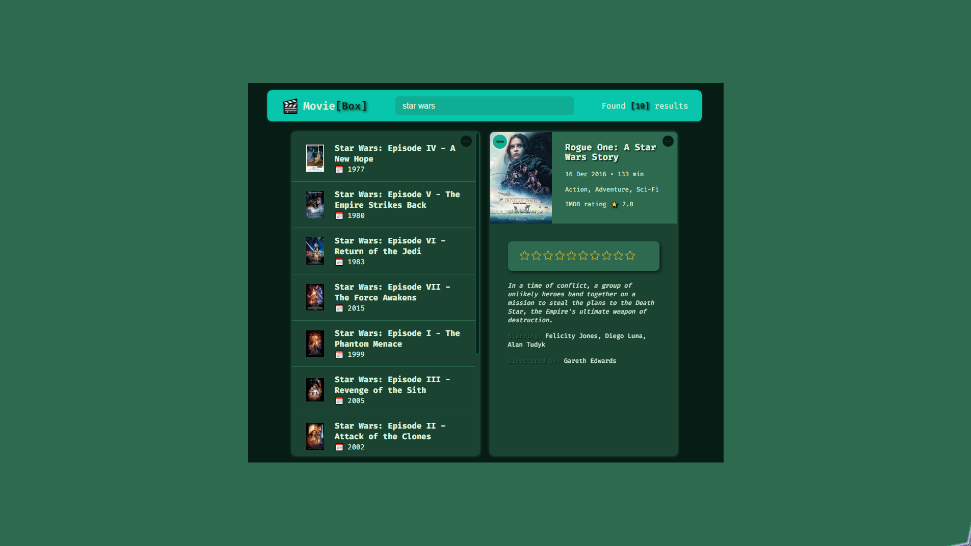 Movie[Box]
star wars
Found [10] results
Star Wars: Episode IV - A
New Hope
1977
Star Wars: Episode V - The
Empire Strikes Back
1980
Star Wars: Episode VI -
Return of the Jedi
1983
Star Wars: Episode VII -
The Force Awakens
2015
Star Wars: Episode I - The
Phantom Menace
1999
Star Wars: Episode III -
Revenge of the Sith
2005
Star Wars: Episode II -
Attack of the Clones
2002
Rogue One: A Star
Wars Story
16 Dec 2016 • 133 min
Action, Adventure, Sci-Fi
IMDB rating 7.8
In a time of conflict, a group of
unlikely heroes band together on a
mission to steal the plans to the Death
Star, the Empire's ultimate weapon of
destruction.
Felicity Jones, Diego Luna,
Alan Tudyk
Gareth Edwards